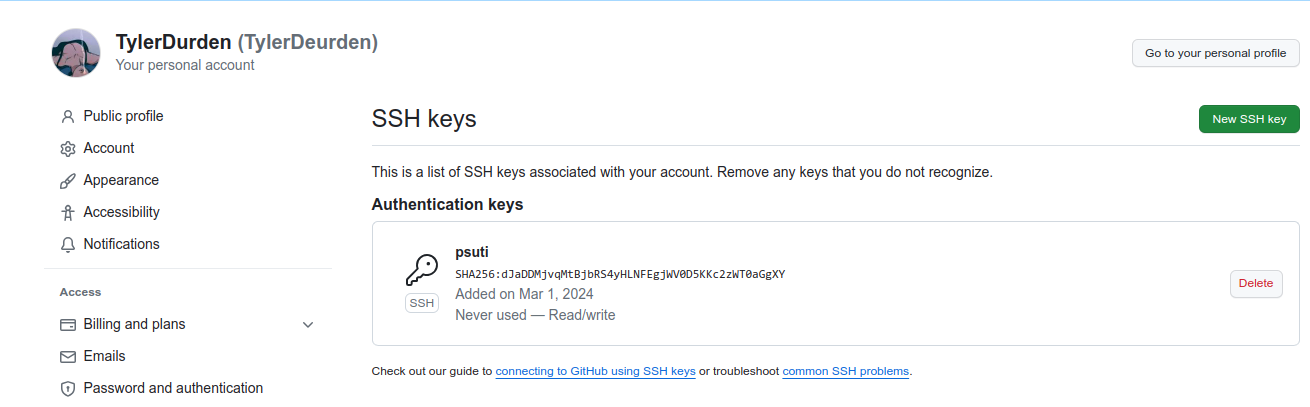 TylerDurden (TylerDeurden)
Your personal account
Go to your personal profile
Public profile
Account
Appearance
Accessibility
Notifications
Access
Billing and plans
Emails
Password and authentication
SSH keys
New SSH key
This is a list of SSH keys associated with your account. Remove any keys that you do not recognize.
Authentication keys
psuti
SHA256:dJaDDMjvqMtBjbRS4yHLNFEgjWV0D5KKc2zWT0aGgXY
Added on Mar 1, 2024
Never used — Read/write
SSH
Delete
Check out our guide to connecting to GitHub using SSH keys or troubleshoot common SSH problems.